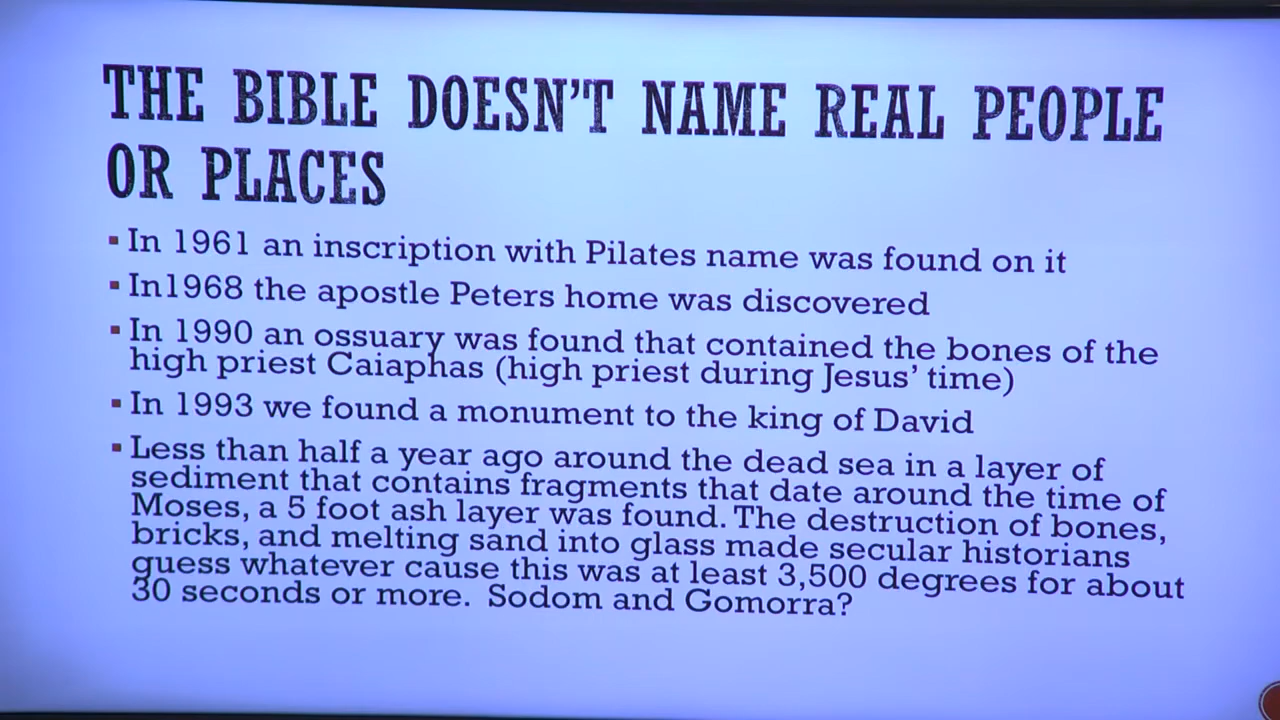 THE BIBLE DOESN'T NAME REAL PEOPLE
OR PLACES
▪ In 1961 an inscription with Pilates name was found on it
▪ In1968 the apostle Peters home was discovered
▪ In 1990 an ossuary was found that contained the bones of the
high priest Caiaphas (high priest during Jesus' time)
▪ In 1993 we found a monument to the king of David
▪ Less than half a year ago around the dead sea in a layer of
sediment that contains fragments that date around the time of
Moses, a 5 foot ash layer was found. The destruction of bones,
bricks, and melting sand into glass made secular historians
guess whatever cause this was at least 3,500 degrees for about
30 seconds or more. Sodom and Gomorra?